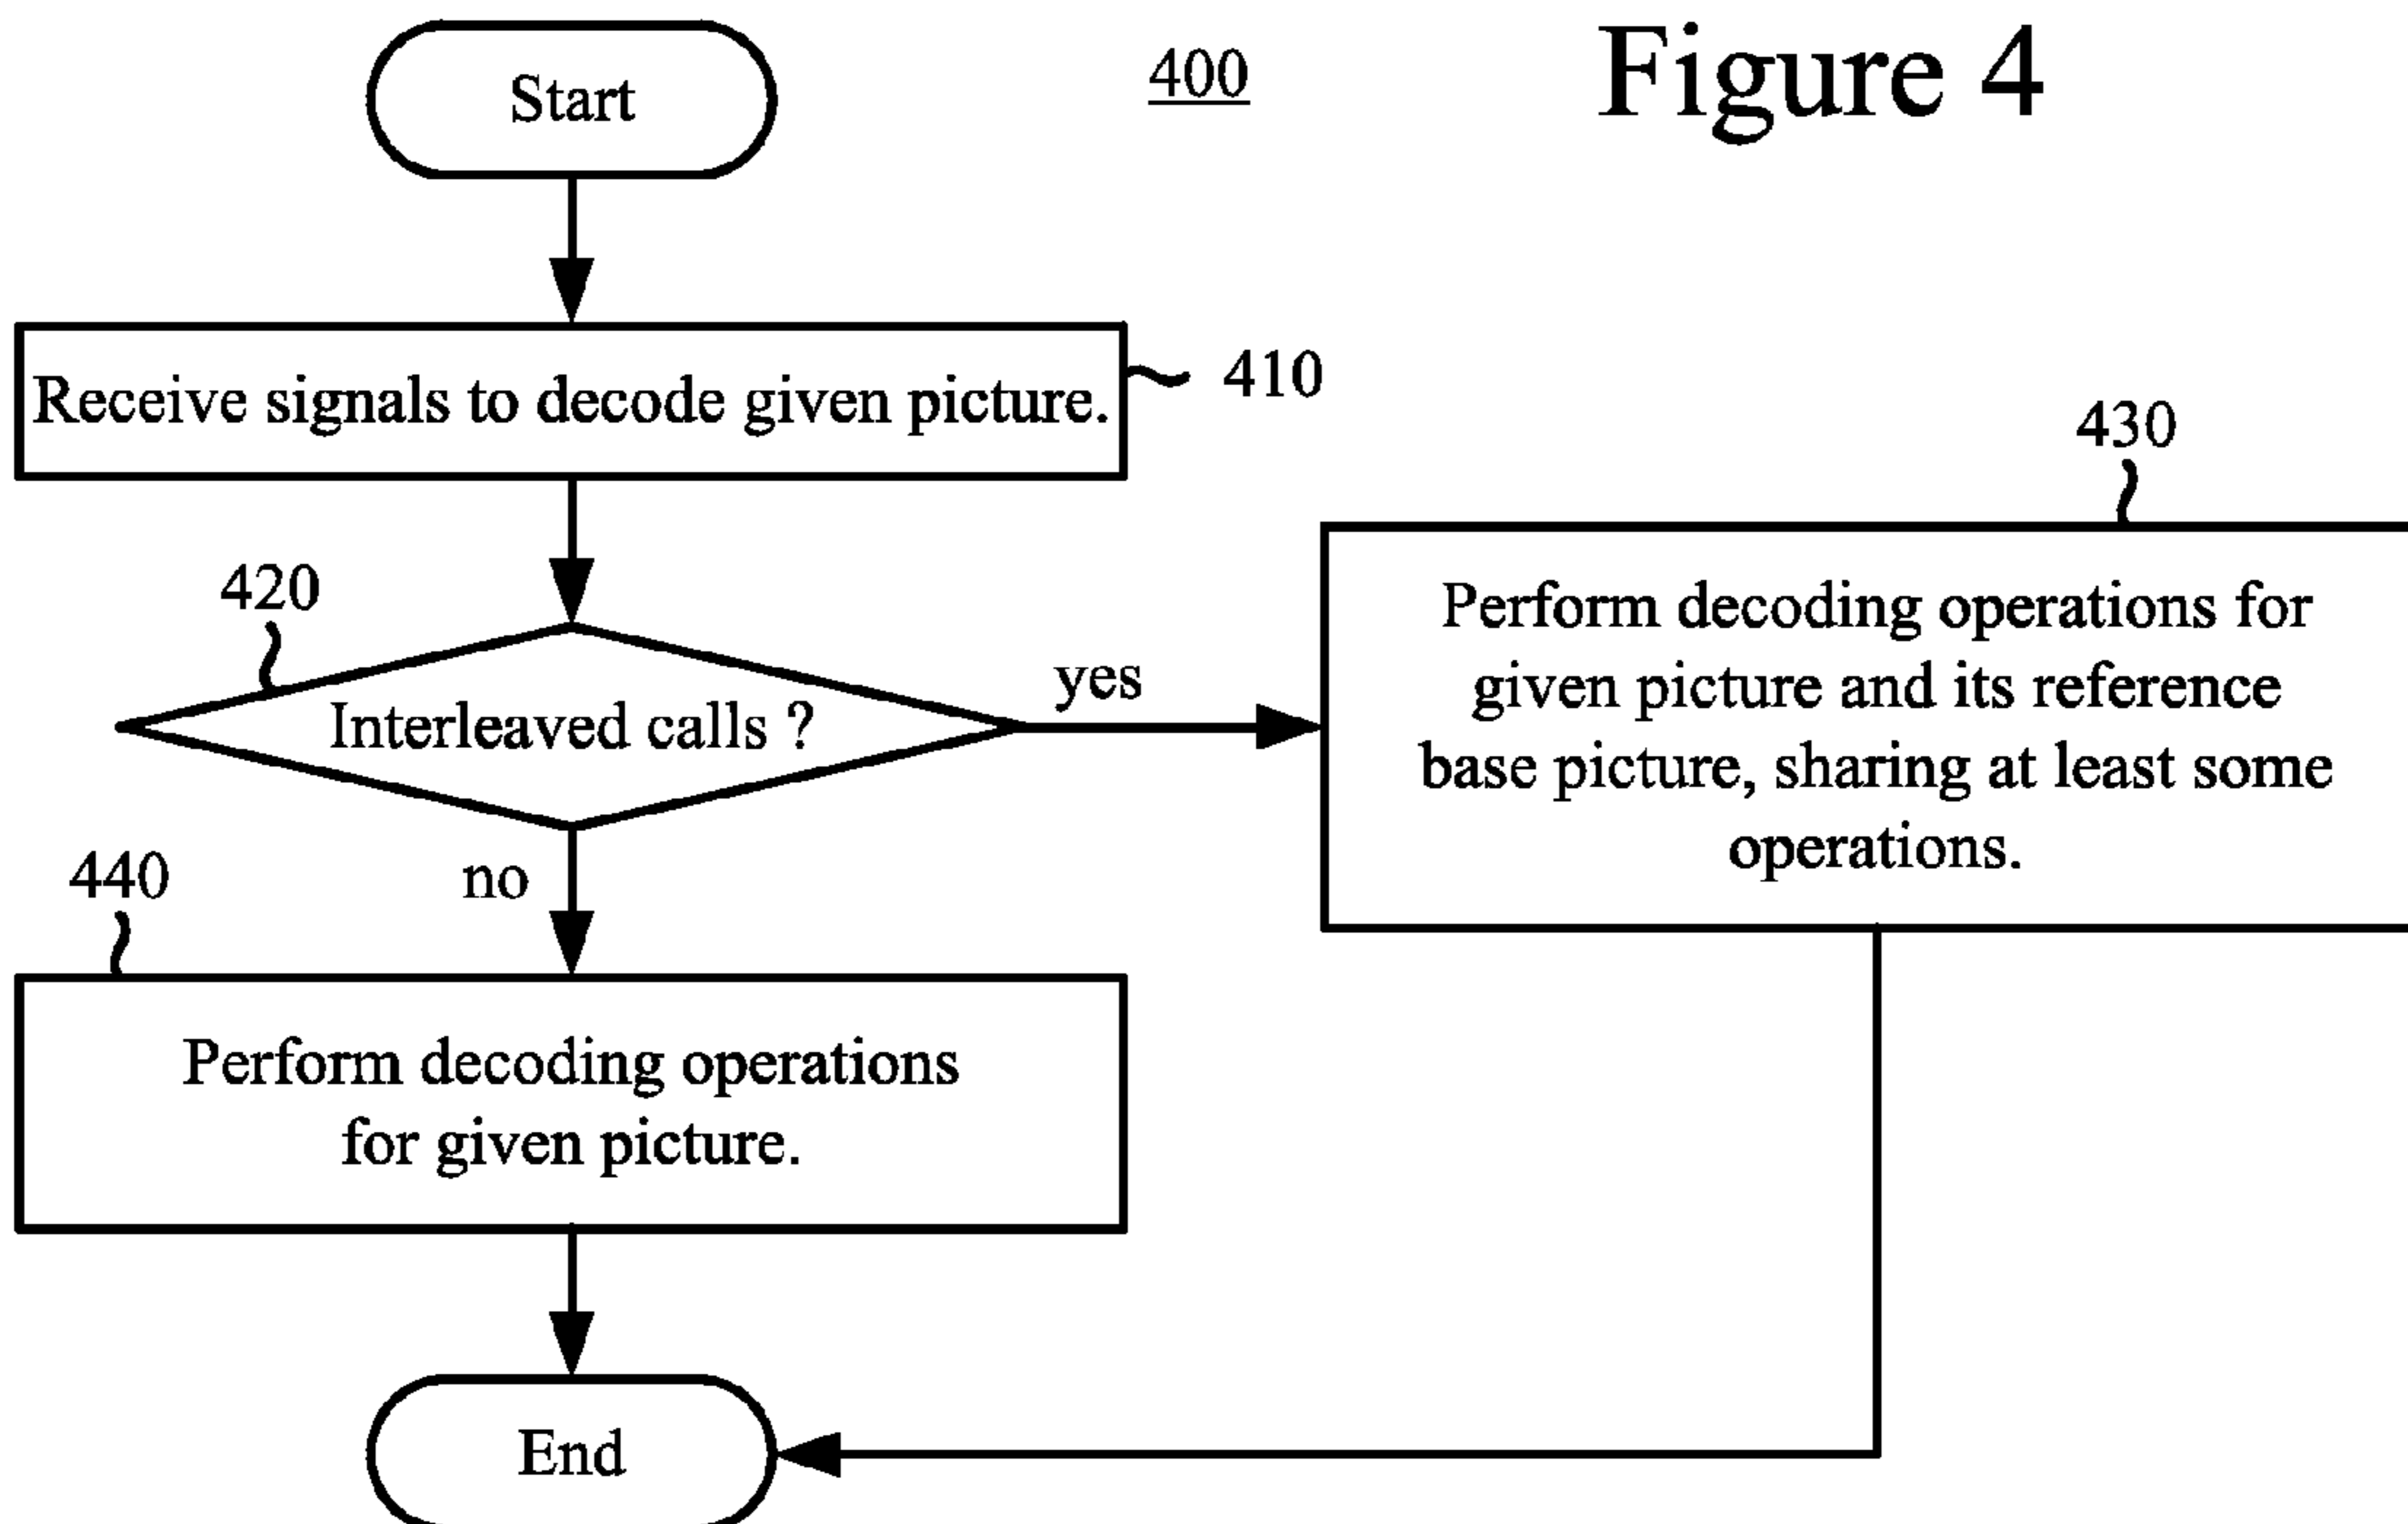 Figure 4
400
Start
Receive signals to decode given picture.
410
420
Interleaved calls ?
yes
no
430
Perform decoding operations for
given picture and its reference
base picture, sharing at least some
operations.
440
Perform decoding operations
for given picture.
End